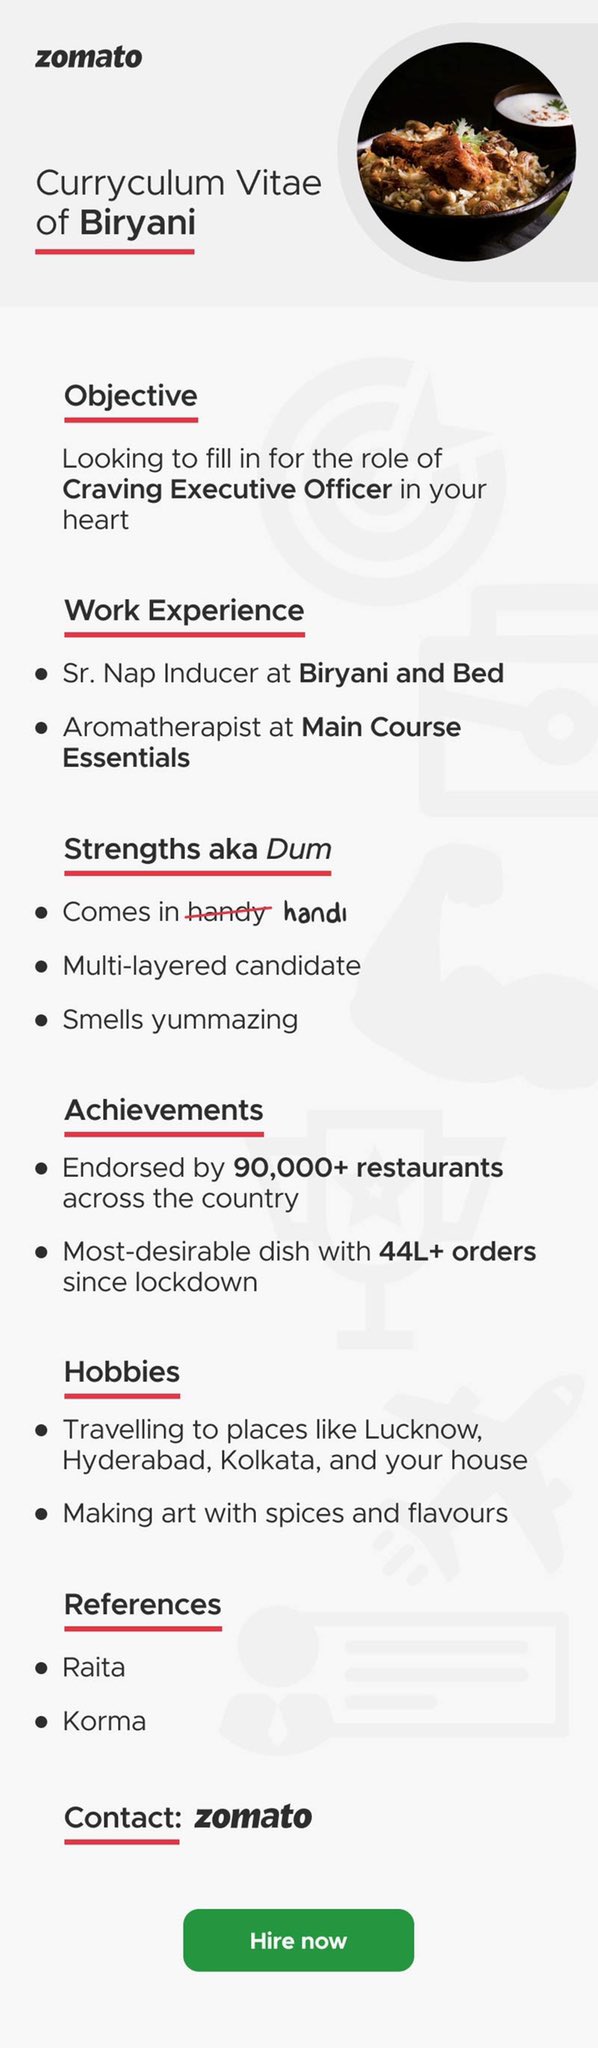 zomato
Curryculum Vitae
of Biryani
Objective
Looking to fill in for the role of
Craving Executive Officer in your
heart
Work Experience
Sr. Nap Inducer at Biryani and Bed
Aromatherapist at Main Course
Essentials
Strengths aka Dum
Comes in handy handi
Multi-layered candidate
Smells yummazing
Achievements
Endorsed by 90,000+ restaurants
across the country
Most-desirable dish with 44L+ orders
since lockdown
Hobbies
Travelling to places like Lucknow,
Hyderabad, Kolkata, and your house
Making art with spices and flavours
References
Raita
Korma
Contact: zomato
Hire now